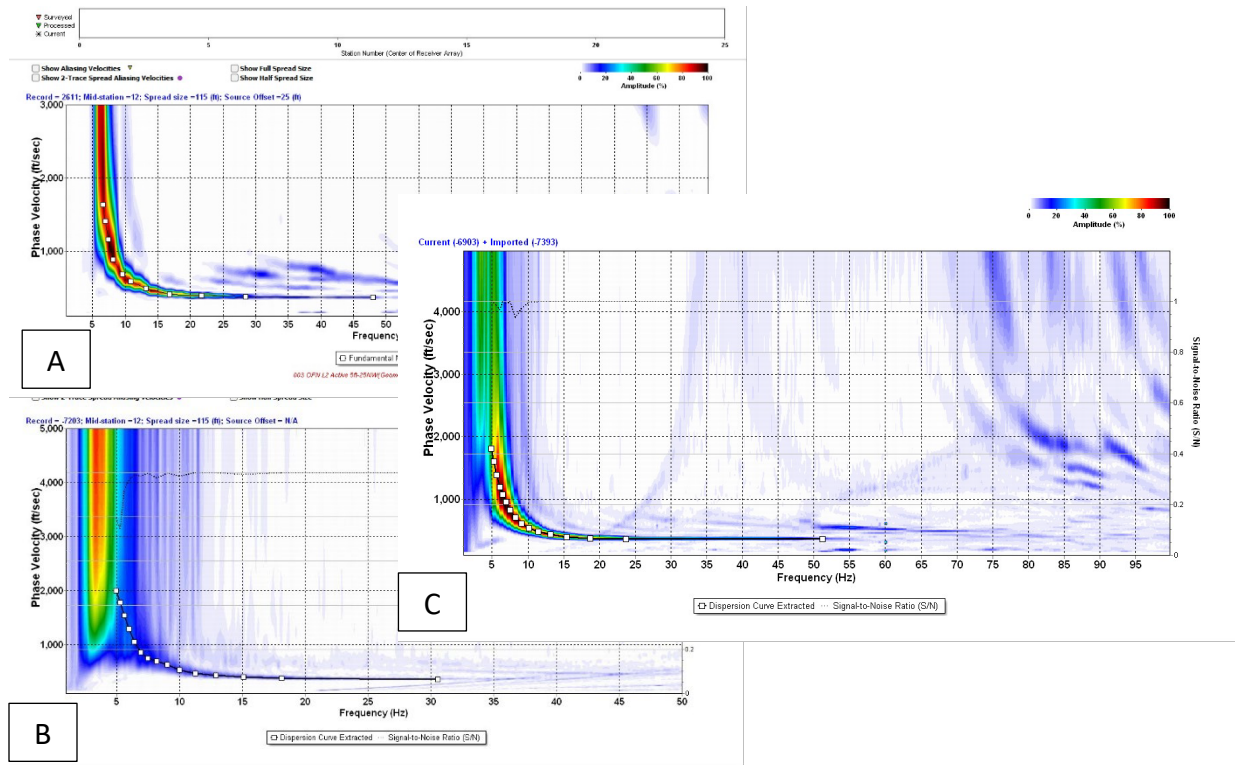 Surveyed
Processed
Current
0 5 10 15 20 25
Station Number (Center of Receiver Array)
Show Aliasing Velocities
Show Full Spread Size
Show 2-Trace Spread Aliasing Velocities
Show Half Spread Size
0 20 40 60 80 100
Amplitude (%)
Record = 2611; Mid-station =12; Spread size =115 (ft); Source Offset =25 (ft)
Phase Velocity (ft/sec)
3,000
2,000
1,000
5 10 15 20 25 30 35 40 45 50
Frequency
Fundamental
A
Record = -7203; Mid-station =12; Spread size =115 (ft); Source Offset = N/A
Phase Velocity (ft/sec)
5,000
4,000
3,000
2,000
1,000
0.2
0
5 10 15 20 25 30 35 40 45 50
Frequency (Hz)
Dispersion Curve Extracted Signal-to-Noise Ratio (S/N)
B
0 20 40 60 80 100
Amplitude (%)
Current (-6903) + Imported (-7393)
Phase Velocity (ft/sec)
4,000
3,000
2,000
1,000
1
0.8
0.6
0.4
0.2
0
Signal-to-Noise Ratio (S/N)
5 10 15 20 25 30 35 40 45 50 55 60 65 70 75 80 85 90 95
Frequency (Hz)
Dispersion Curve Extracted Signal-to-Noise Ratio (S/N)
C